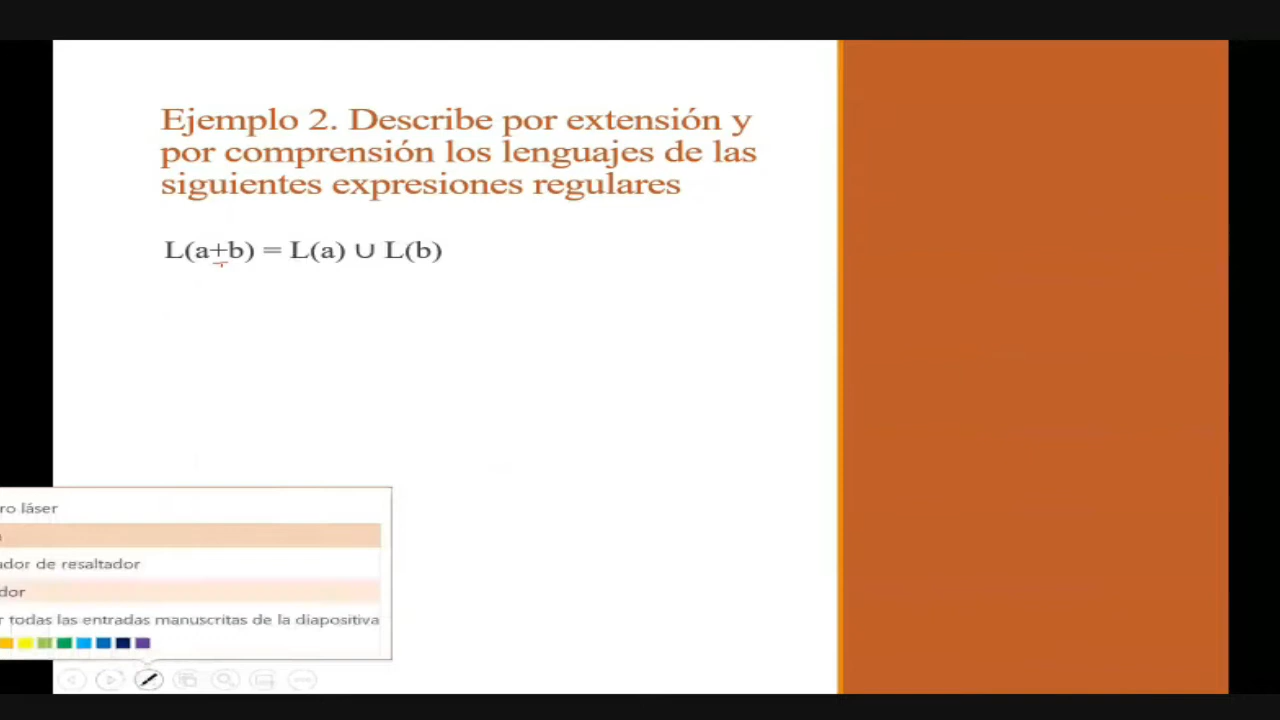 Ejemplo 2. Describe por extensión y
por comprensión los lenguajes de las
siguientes expresiones regulares
L(a+b) = L(a) ∪ L(b)
ro láser
ador de resaltador
dor
r todas las entradas manuscritas de la diapositiva